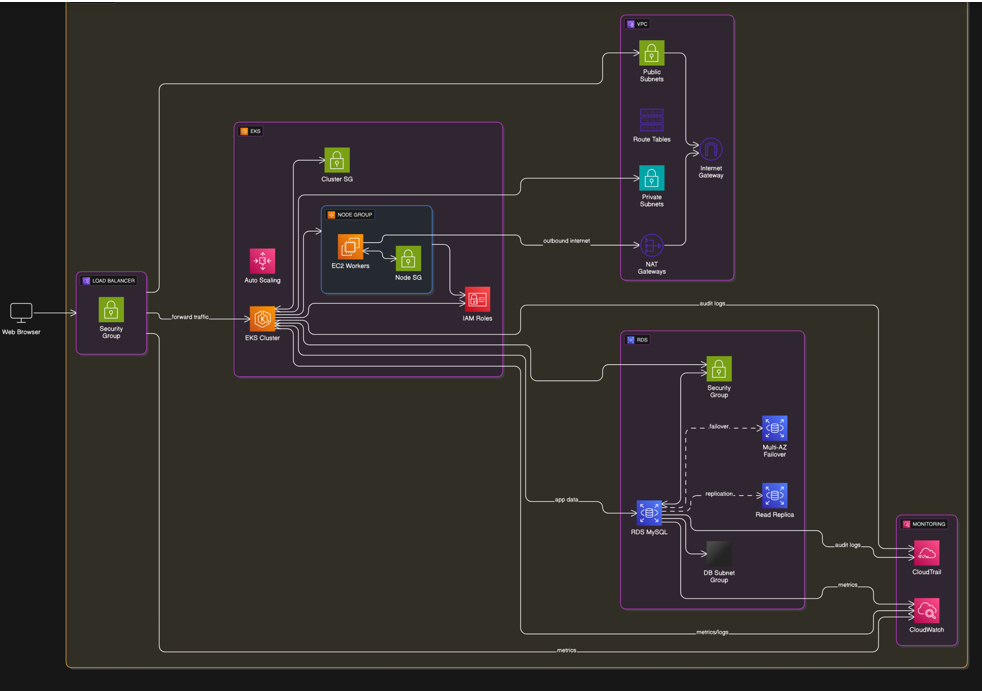 VPC
Public
Subnets
Route Tables
Internet
Gateway
Private
Subnets
NAT
Gateways
EKS
Cluster SG
NODE GROUP
EC2 Workers
Node SG
outbound internet
Auto Scaling
IAM Roles
EKS Cluster
LOAD BALANCER
Security
Group
Web Browser
forward traffic
audit logs
RDS
Security
Group
failover
Multi-AZ
Failover
replication
Read Replica
app data
RDS MySQL
DB Subnet
Group
audit logs
metrics
MONITORING
CloudTrail
CloudWatch
metrics/logs
metrics